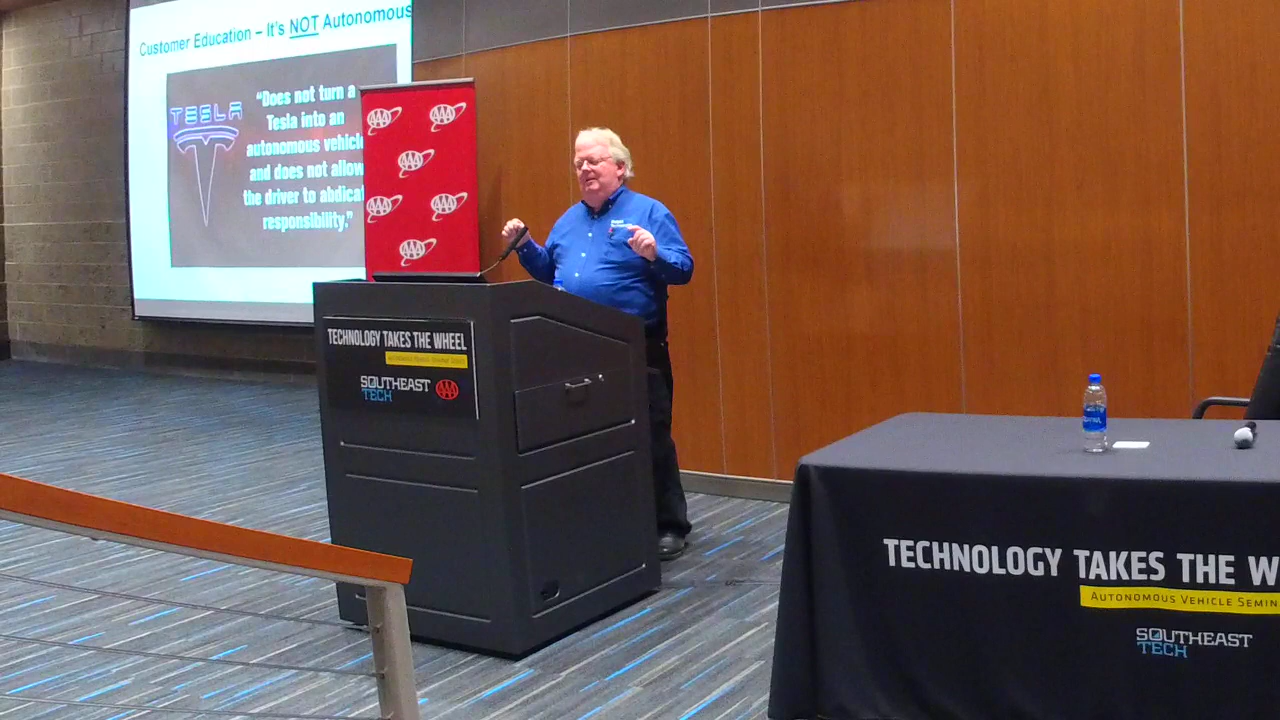 Customer Education – It's NOT Autonomous
TESLA
"Does not turn a
Tesla into an
autonomous vehicle
and does not allow
the driver to abdicat
responsibility."
AAA
AAA
AAA
AAA
AAA
AAA
TECHNOLOGY TAKES THE WHEEL
SOUTHEAST
TECH
AAA
TECHNOLOGY TAKES THE W
AUTONOMOUS VEHICLE SEMIN
SOUTHEAST
TECH